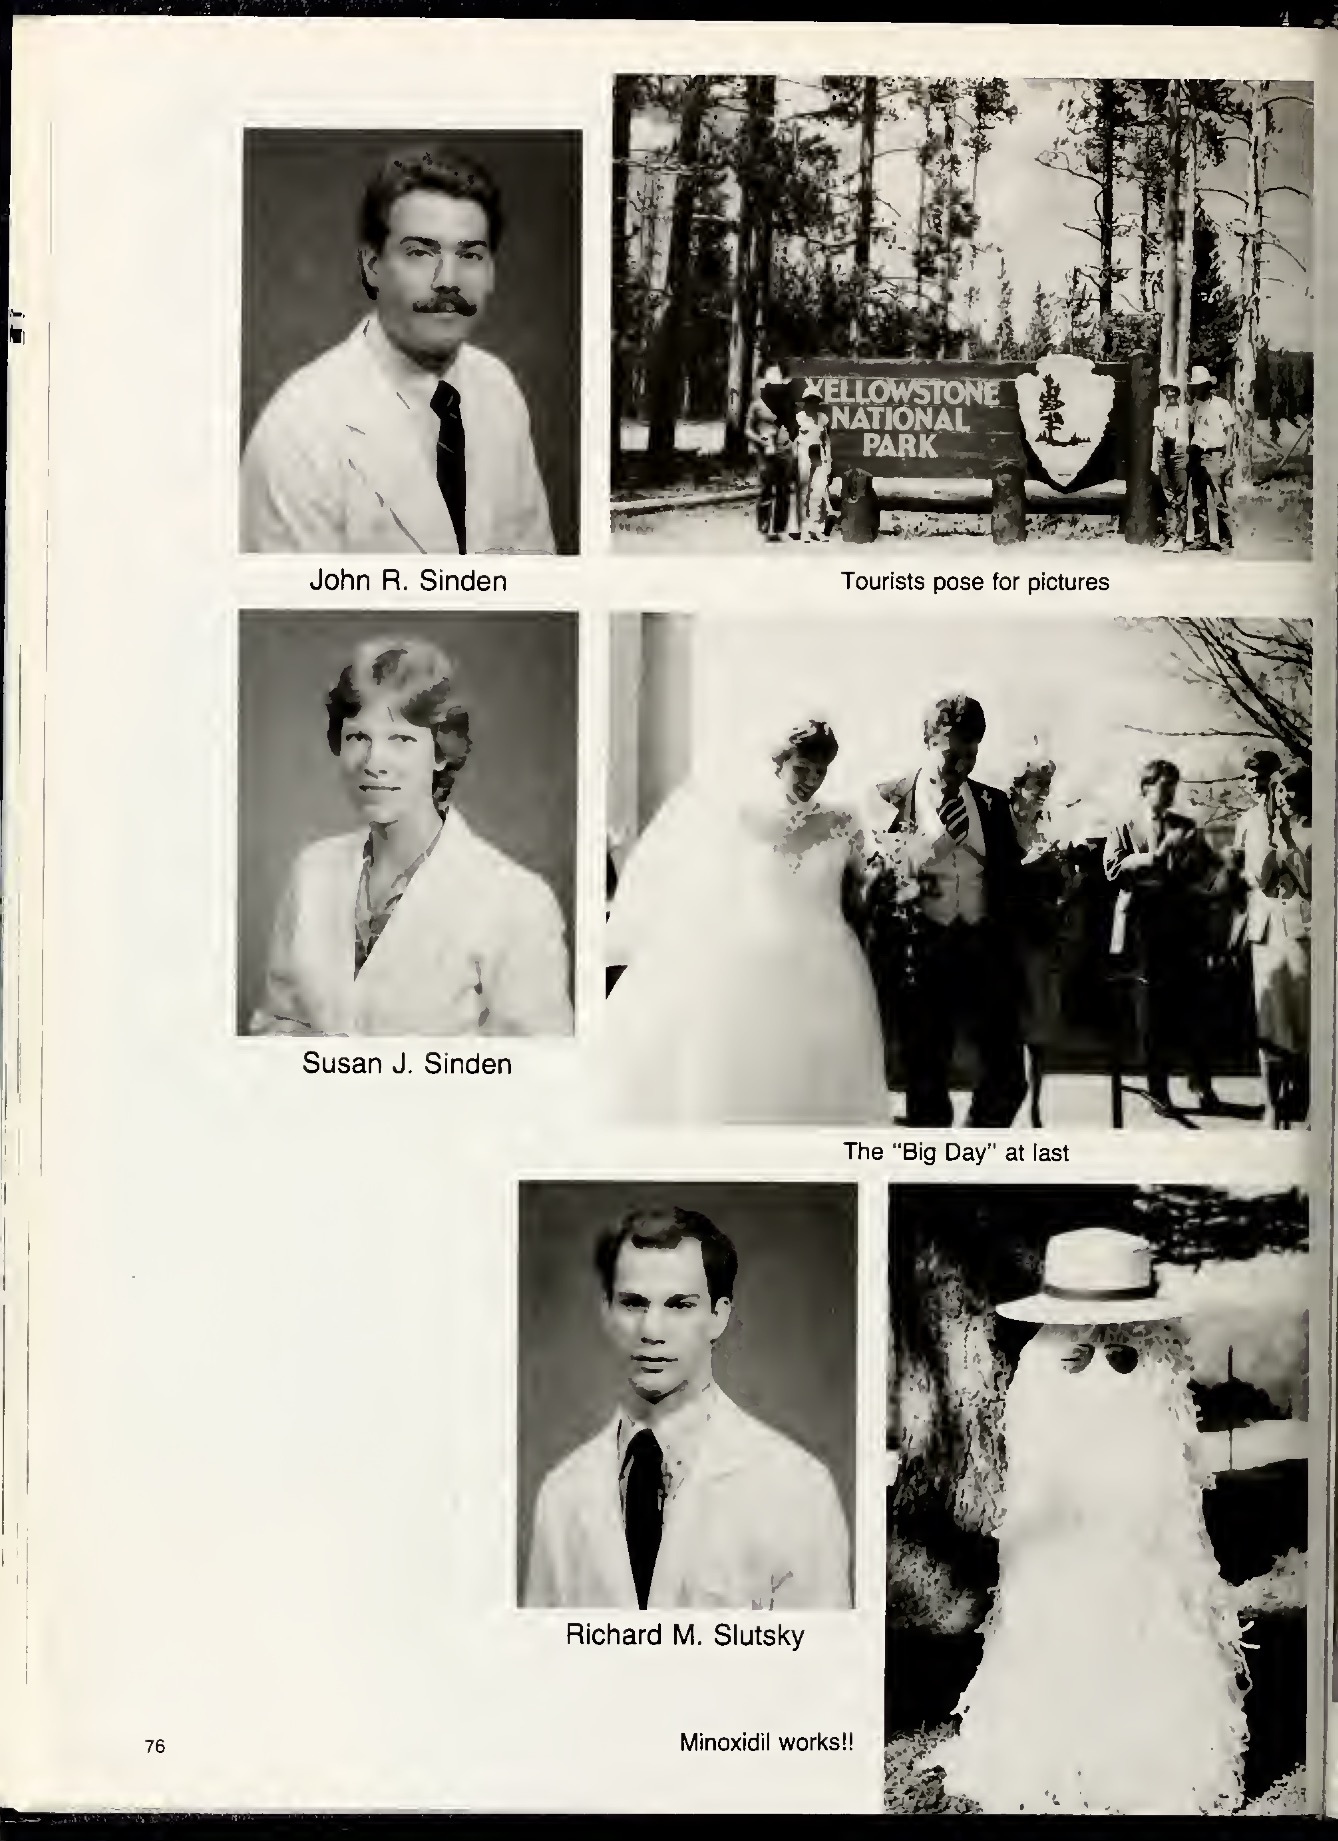 YELLOWSTONE
NATIONAL
PARK
John R. Sinden
Tourists pose for pictures
Susan J. Sinden
The "Big Day" at last
Richard M. Slutsky
Minoxidil works!!
76